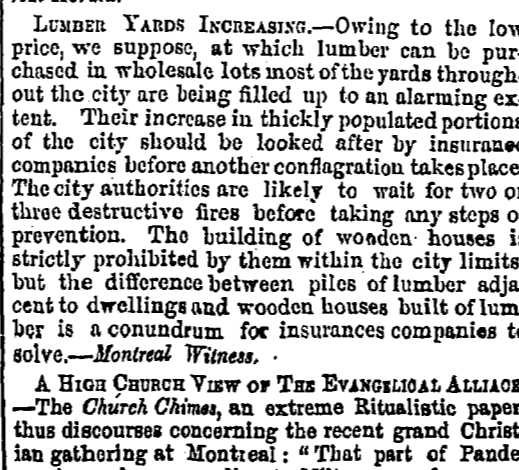 LUMBER YARDS INCREASING.—Owing to the low
price, we suppose, at which lumber can be pur
chased in wholesale lots most of the yards through
out the city are being filled up to an alarming ex
tent. Their increase in thickly populated portions
of the city should be looked after by insurance
companies before another conflagration takes place
The city authorities are likely to wait for two or
three destructive fires before taking any steps o
prevention. The building of wooden houses is
strictly prohibited by them within the city limits
but the difference between piles of lumber adja
cent to dwellings and wooden houses built of lum
ber is a conundrum for insurances companies to
solve.—Montreal Witness.
A HIGH CHURCH VIEW OF THE EVANGELICAL ALLIACE
—The Church Chimes, an extreme Ritualistic paper
thus discourses concerning the recent grand Christ
ian gathering at Montreal: "That part of Pande